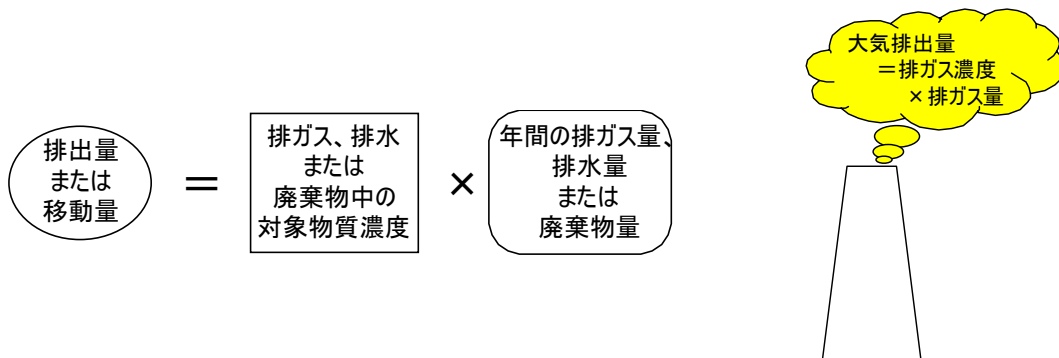 排出量
または
移動量
＝
排ガス、排水
または
廃棄物中の
対象物質濃度
×
年間の排ガス量、
排水量
または
廃棄物量
大気排出量
＝排ガス濃度
×排ガス量